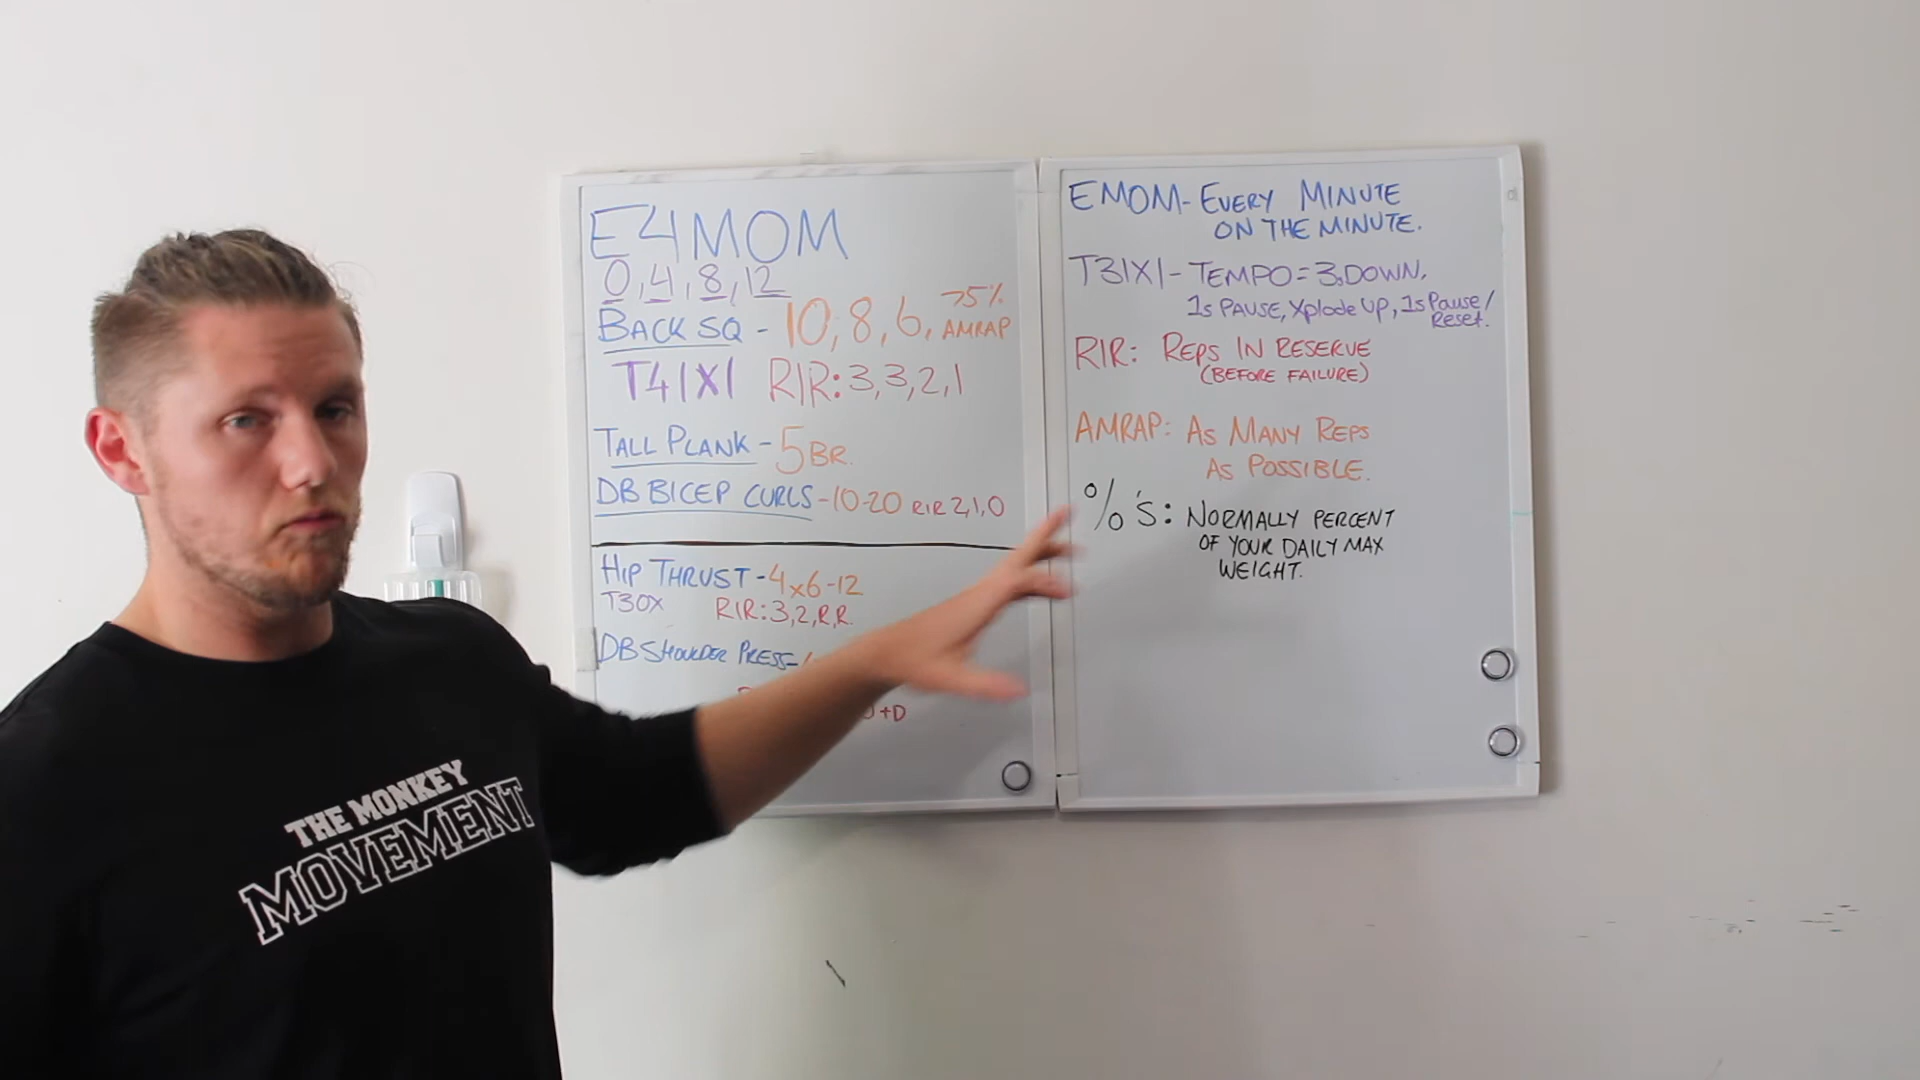 E4MOM
0, 4, 8, 12
BACK SQ - 10, 8, 6, 75% AMRAP
T41X1 RIR: 3, 3, 2, 1
TALL PLANK - 5 BR.
DB BICEP CURLS - 10-20 RIR 2, 1, 0
HIP THRUST - 4x6-12
T30X RIR: 3, 2, R, R.
DB SHOULDER PRESS -
+D
EMOM - EVERY MINUTE
ON THE MINUTE.
T31X1 - TEMPO = 3s DOWN,
1s PAUSE, Xplode UP, 1s Pause/
Reset.
RIR: REPS IN RESERVE
(BEFORE FAILURE)
AMRAP: AS MANY REPS
AS POSSIBLE.
%'S: NORMALLY PERCENT
OF YOUR DAILY MAX
WEIGHT.
THE MONKEY
MOVEMENT